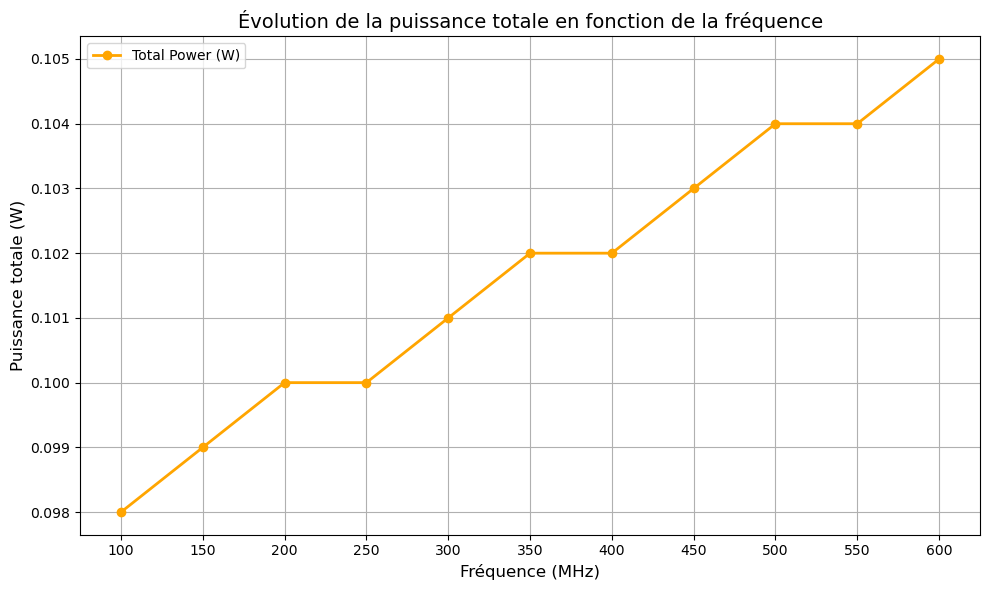 Évolution de la puissance totale en fonction de la fréquence
Total Power (W)
Puissance totale (W)
0.105
0.104
0.103
0.102
0.101
0.100
0.099
0.098
100 150 200 250 300 350 400 450 500 550 600
Fréquence (MHz)